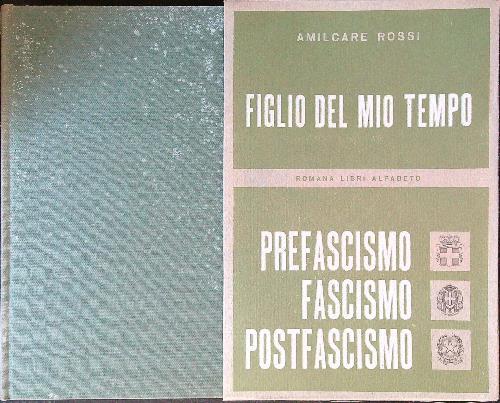 AMILCARE ROSSI
FIGLIO DEL MIO TEMPO
ROMANA LIBRI ALFABETO
PREFASCISMO
FASCISMO
POSTFASCISMO